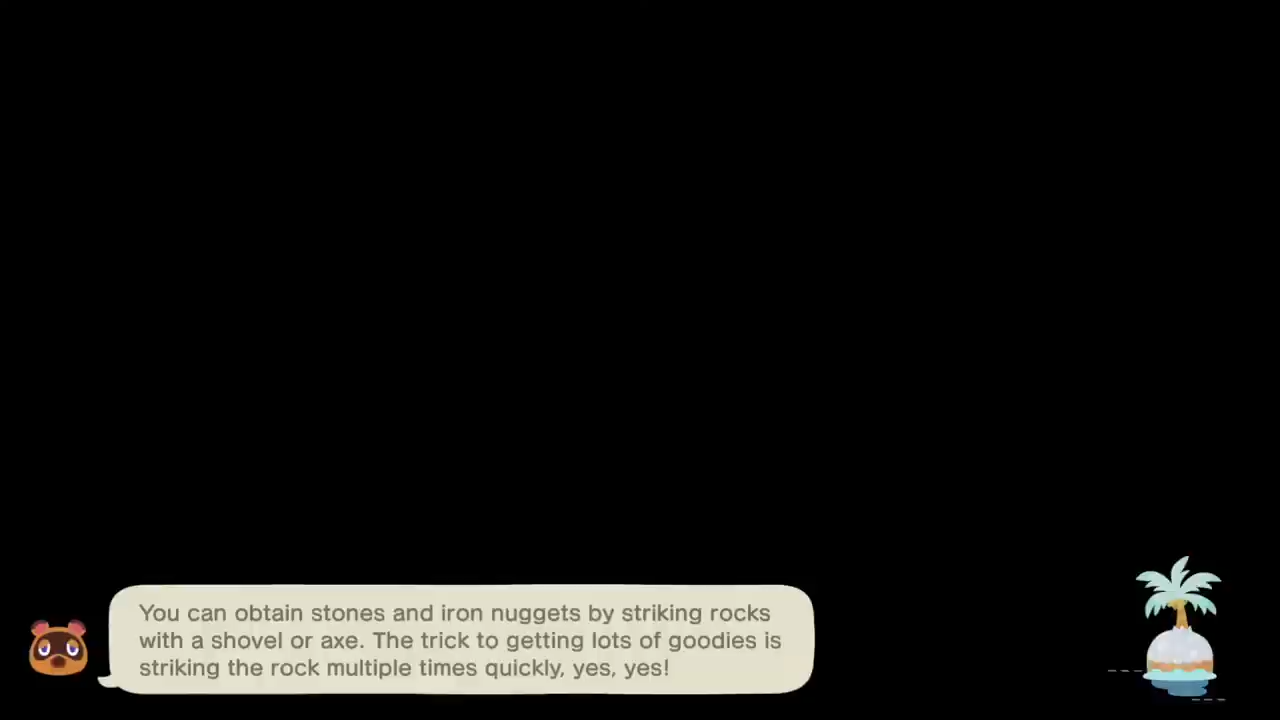 You can obtain stones and iron nuggets by striking rocks
with a shovel or axe. The trick to getting lots of goodies is
striking the rock multiple times quickly, yes, yes!